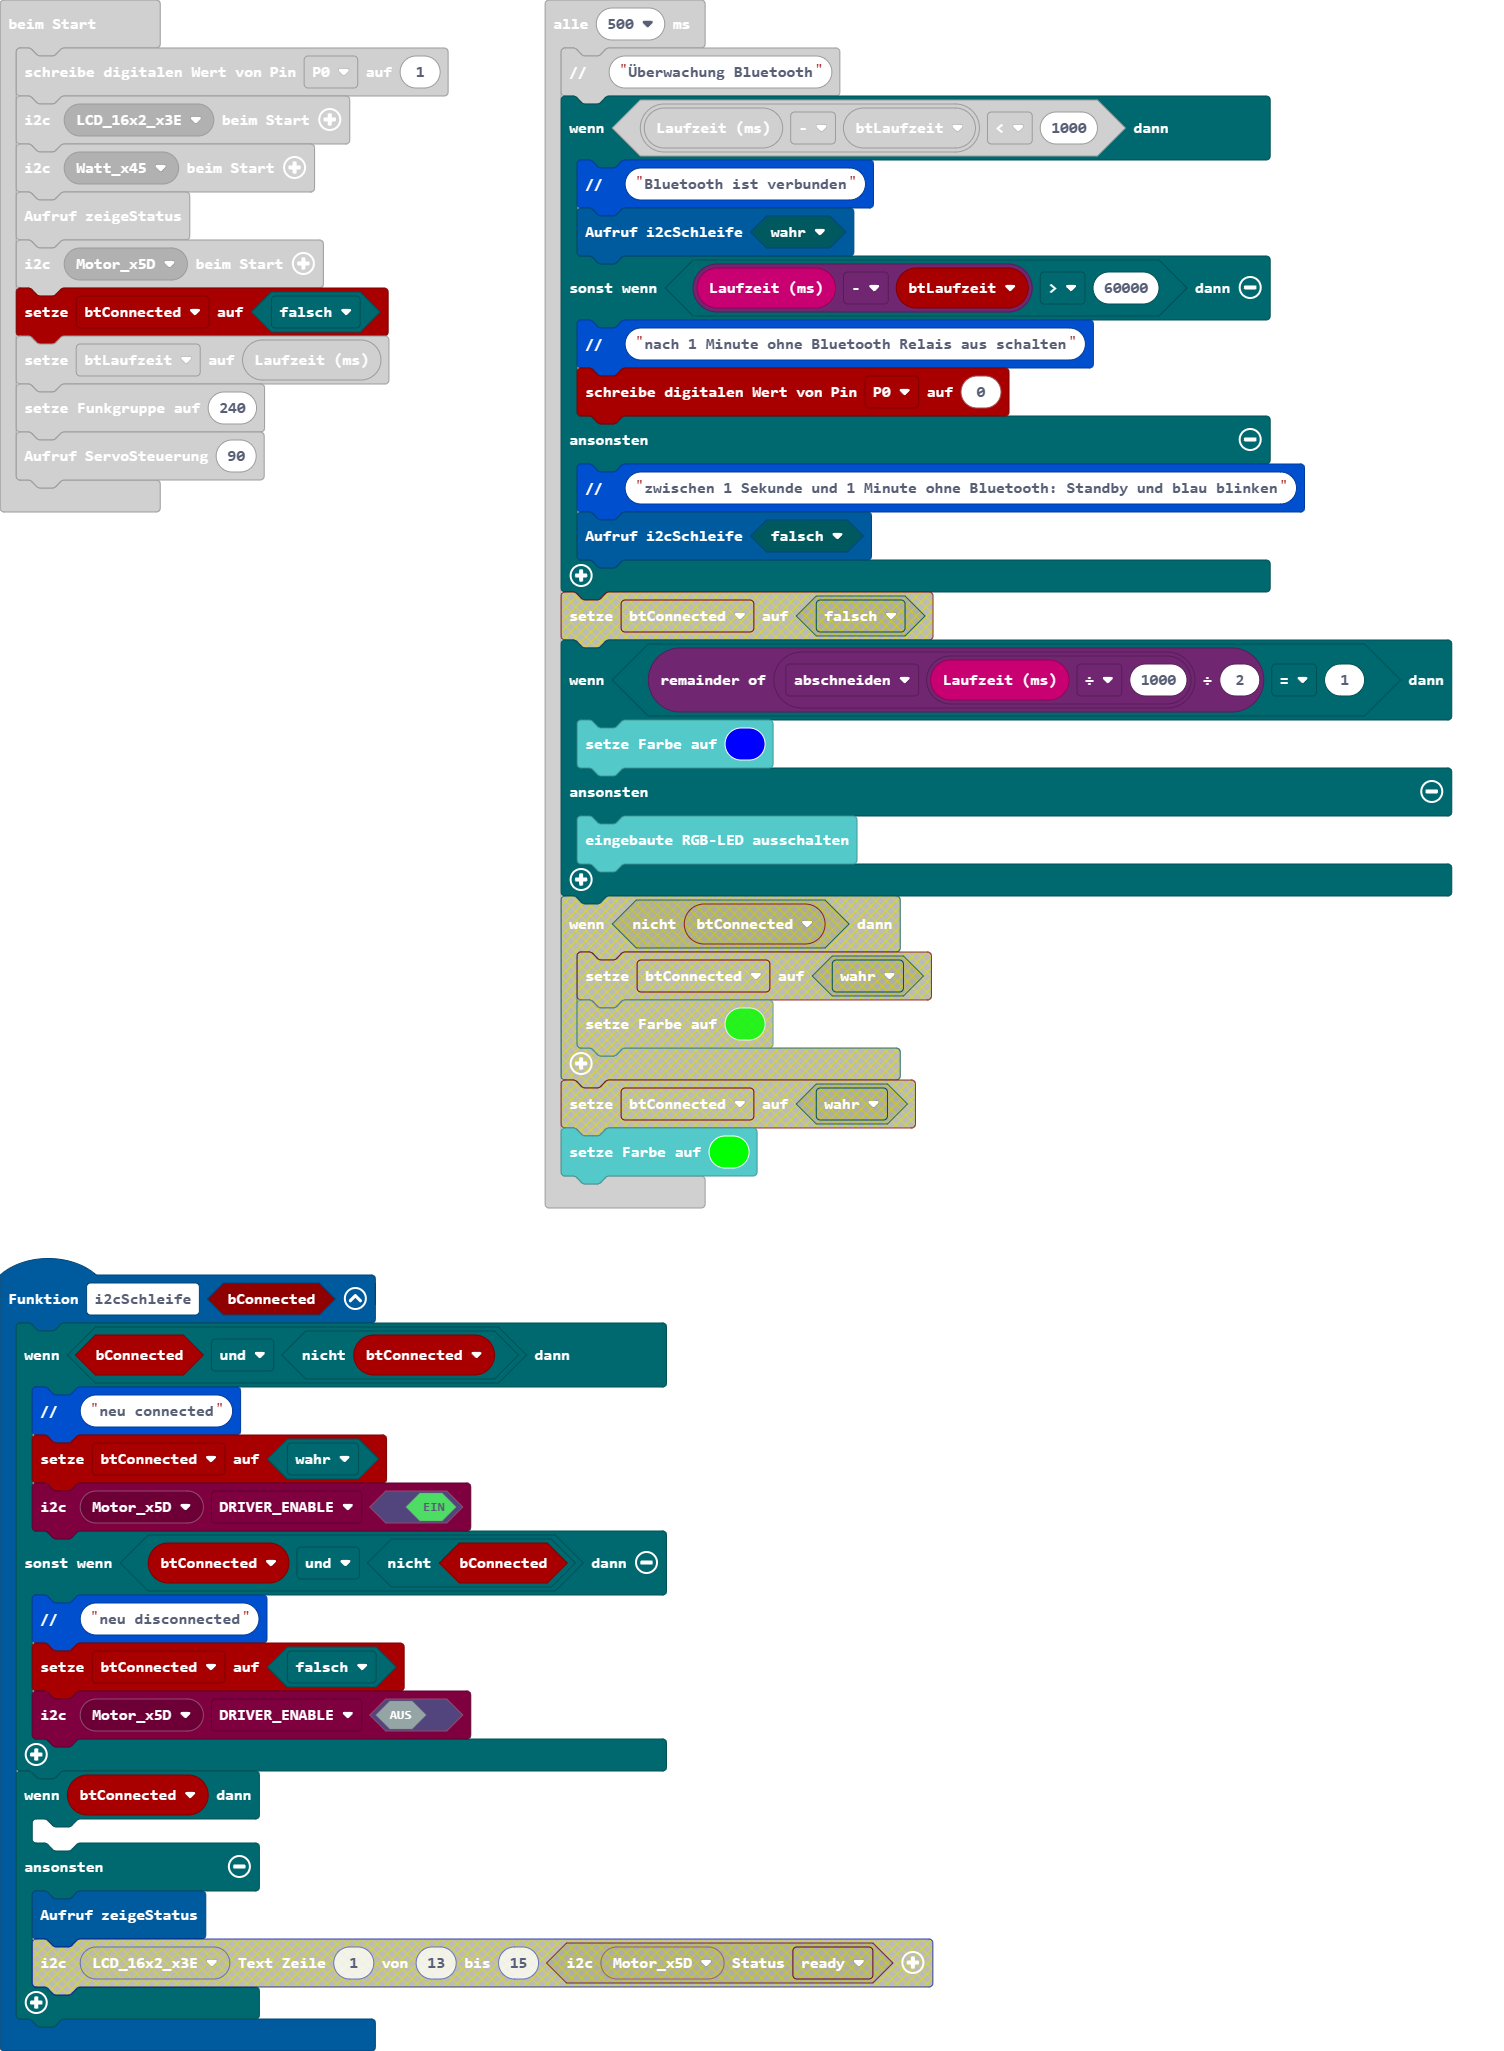 beim Start
schreibe digitalen Wert von Pin P0 auf 1
i2c LCD_16x2_x3E beim Start
i2c Watt_x45 beim Start
Aufruf zeigeStatus
i2c Motor_x5D beim Start
setze btConnected auf falsch
setze btLaufzeit auf Laufzeit (ms)
setze Funkgruppe auf 240
Aufruf ServoSteuerung 90
alle 500 ms
// "Überwachung Bluetooth"
wenn Laufzeit (ms) - btLaufzeit < 1000 dann
// "Bluetooth ist verbunden"
Aufruf i2cSchleife wahr
sonst wenn Laufzeit (ms) - btLaufzeit > 60000 dann
// "nach 1 Minute ohne Bluetooth Relais aus schalten"
schreibe digitalen Wert von Pin P0 auf 0
ansonsten
// "zwischen 1 Sekunde und 1 Minute ohne Bluetooth: Standby und blau blinken"
Aufruf i2cSchleife falsch
setze btConnected auf falsch
wenn remainder of abschneiden Laufzeit (ms) ÷ 1000 ÷ 2 = 1 dann
setze Farbe auf
ansonsten
eingebaute RGB-LED ausschalten
wenn nicht btConnected dann
setze btConnected auf wahr
setze Farbe auf
setze btConnected auf wahr
setze Farbe auf
Funktion i2cSchleife bConnected
wenn bConnected und nicht btConnected dann
// "neu connected"
setze btConnected auf wahr
i2c Motor_x5D DRIVER_ENABLE EIN
sonst wenn btConnected und nicht bConnected dann
// "neu disconnected"
setze btConnected auf falsch
i2c Motor_x5D DRIVER_ENABLE AUS
wenn btConnected dann
ansonsten
Aufruf zeigeStatus
i2c LCD_16x2_x3E Text Zeile 1 von 13 bis 15 i2c Motor_x5D Status ready